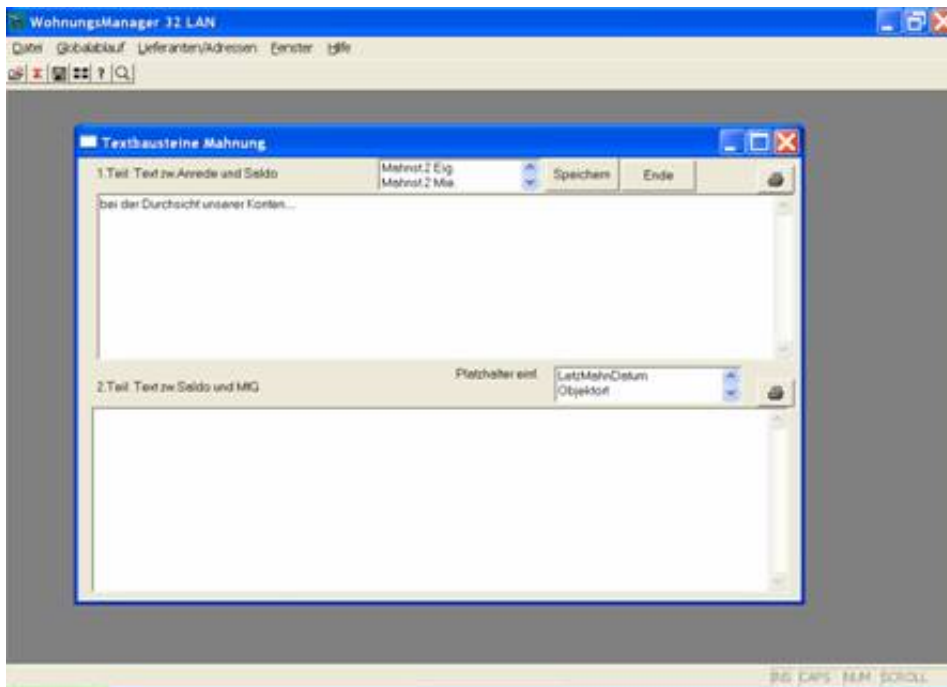 WohnungsManager 32 LAN
Datei Globalablauf Lieferanten/Adressen Fenster Hilfe
Textbausteine Mahnung
1.Teil: Text zw.Anrede und Saldo
Mahnst.2 Eig.
Mahnst.2 Mie.
Speichern
Ende
bei der Durchsicht unserer Konten...
Platzhalter einf.
LetzMahnDatum
Objektort
2.Teil: Text zw.Saldo und MfG
INS CAPS NUM SCROLL